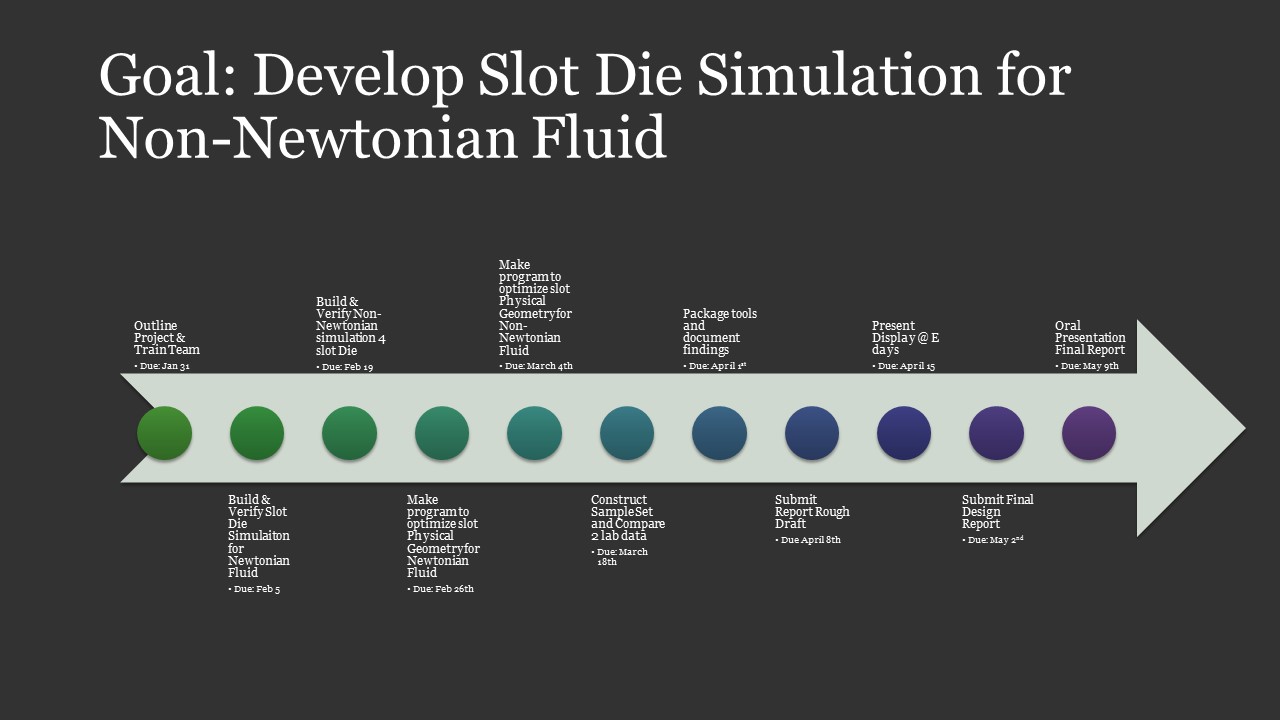 Goal: Develop Slot Die Simulation for
Non-Newtonian Fluid
Outline
Project &
Train Team
• Due: Jan 31
Build &
Verify Slot
Die
Simulaiton
for
Newtonian
Fluid
• Due: Feb 5
Build &
Verify Non-
Newtonian
simulation 4
slot Die
• Due: Feb 19
Make
program to
optimize slot
Physical
Geometry for
Newtonian
Fluid
• Due: Feb 26th
Make
program to
optimize slot
Physical
Geometry for
Non-
Newtonian
Fluid
• Due: March 4th
Construct
Sample Set
and Compare
2 lab data
• Due: March
18th
Package tools
and
document
findings
• Due: April 1st
Submit
Report Rough
Draft
• Due April 8th
Present
Display @ E
days
• Due: April 15
Submit Final
Design
Report
• Due: May 2nd
Oral
Presentation
Final Report
• Due: May 9th